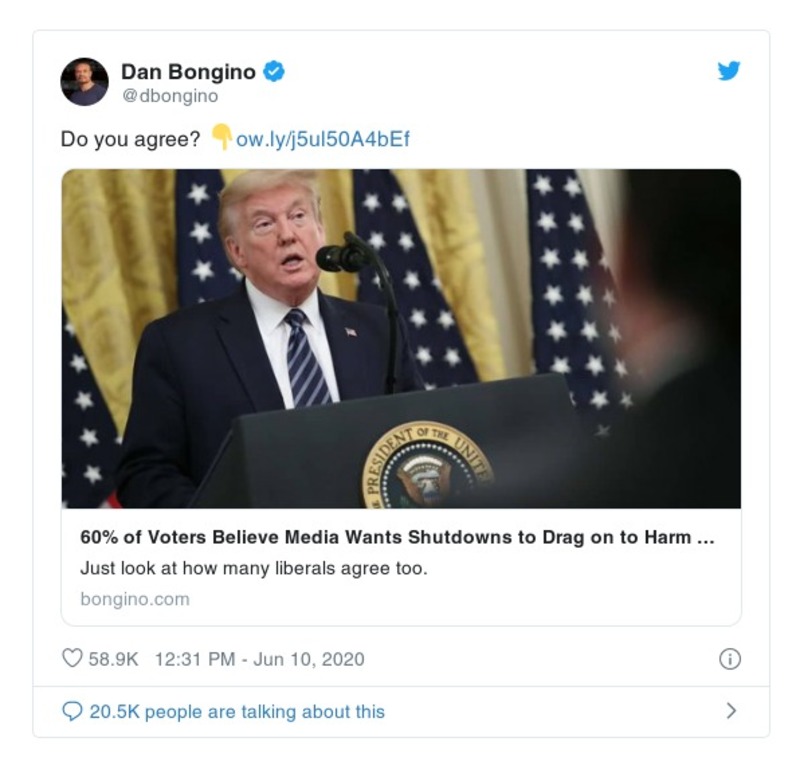 Dan Bongino
@dbongino
Do you agree? 👇 ow.ly/j5ul50A4bEf
PRESIDENT OF THE UNITE
60% of Voters Believe Media Wants Shutdowns to Drag on to Harm ...
Just look at how many liberals agree too.
bongino.com
58.9K 12:31 PM - Jun 10, 2020
20.5K people are talking about this